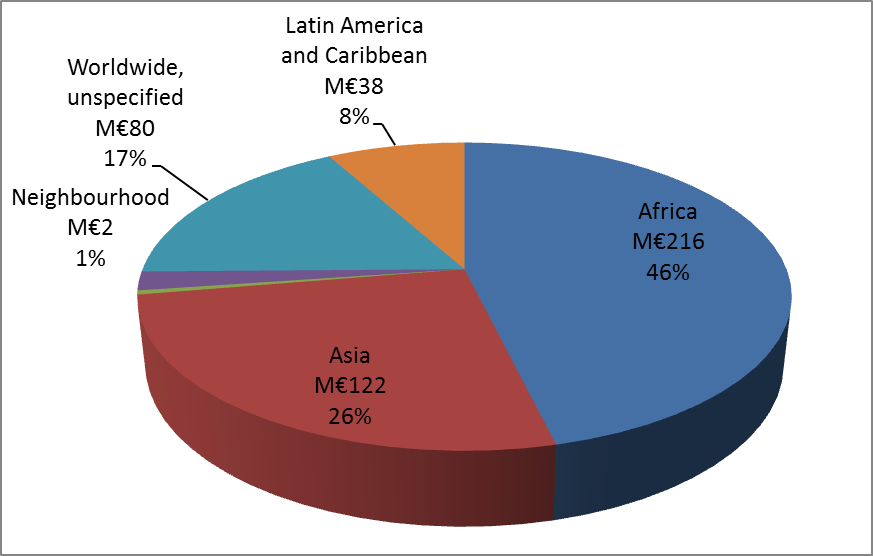 Latin America
and Caribbean
M€38
8%
Worldwide,
unspecified
M€80
17%
Neighbourhood
M€2
1%
Africa
M€216
46%
Asia
M€122
26%